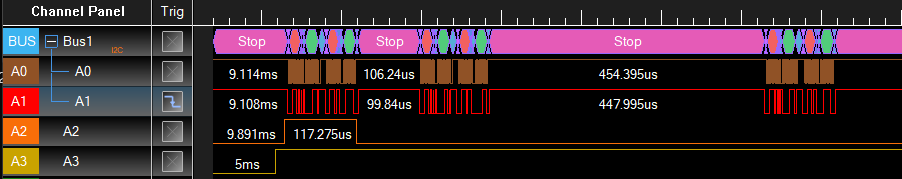 Channel Panel Trig
BUS Bus1 I2C Stop Stop Stop
A0 A0 9.114ms 106.24us 454.395us
A1 A1 9.108ms 99.84us 447.995us
A2 A2 9.891ms 117.275us
A3 A3 5ms